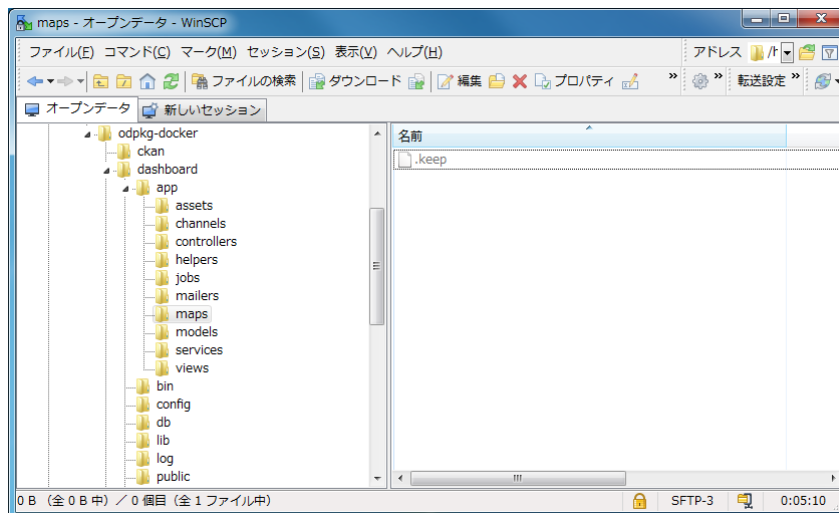 maps - オープンデータ - WinSCP
ファイル(F) コマンド(C) マーク(M) セッション(S) 表示(V) ヘルプ(H) アドレス /h
ファイルの検索 ダウンロード 編集 プロパティ » » 転送設定 »
オープンデータ 新しいセッション
odpkg-docker
ckan
dashboard
app
assets
channels
controllers
helpers
jobs
mailers
maps
models
services
views
bin
config
db
lib
log
public
名前
.keep
0 B (全 0 B 中) / 0 個目 (全 1 ファイル中) SFTP-3 0:05:10